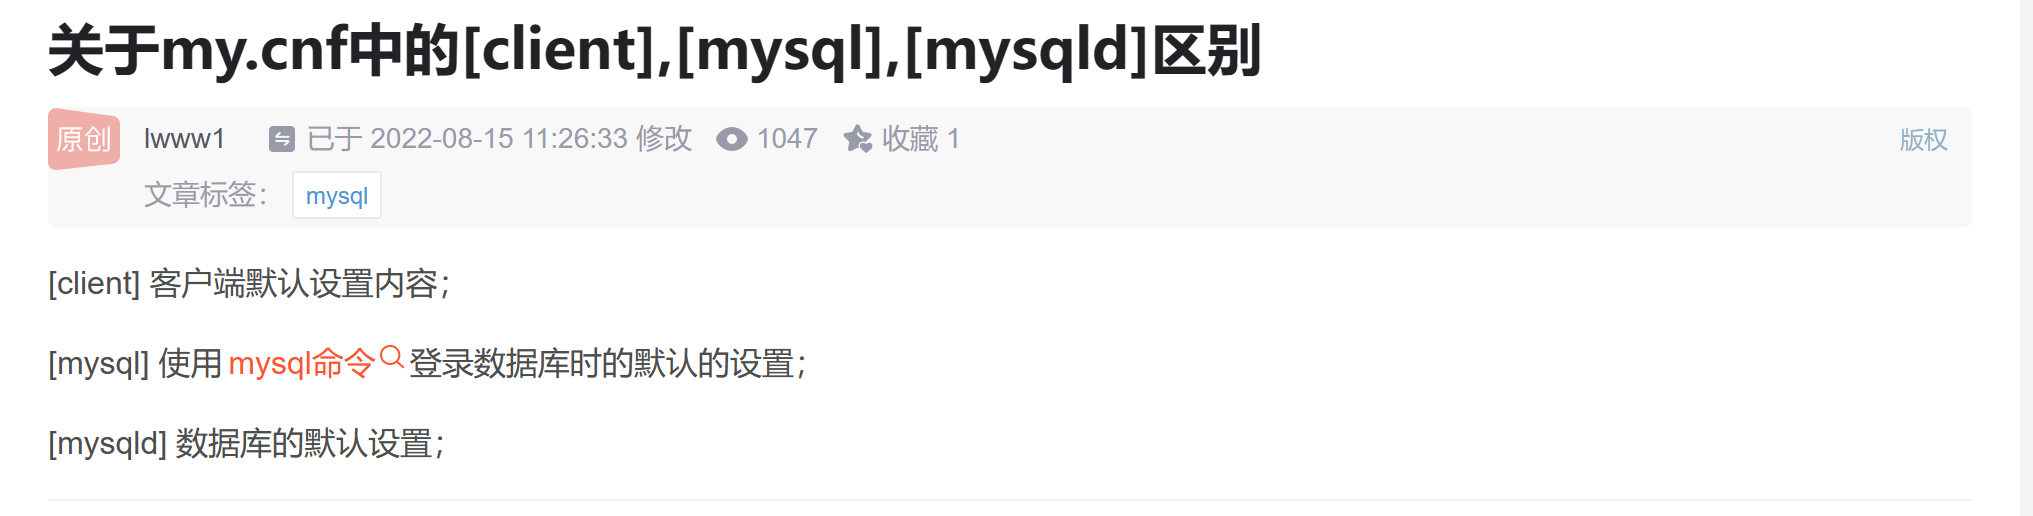 关于my.cnf中的[client],[mysql],[mysqld]区别
原创 lwww1 已于 2022-08-15 11:26:33 修改 1047 收藏 1 版权
文章标签： mysql
[client] 客户端默认设置内容；
[mysql] 使用 mysql命令 登录数据库时的默认的设置；
[mysqld] 数据库的默认设置；